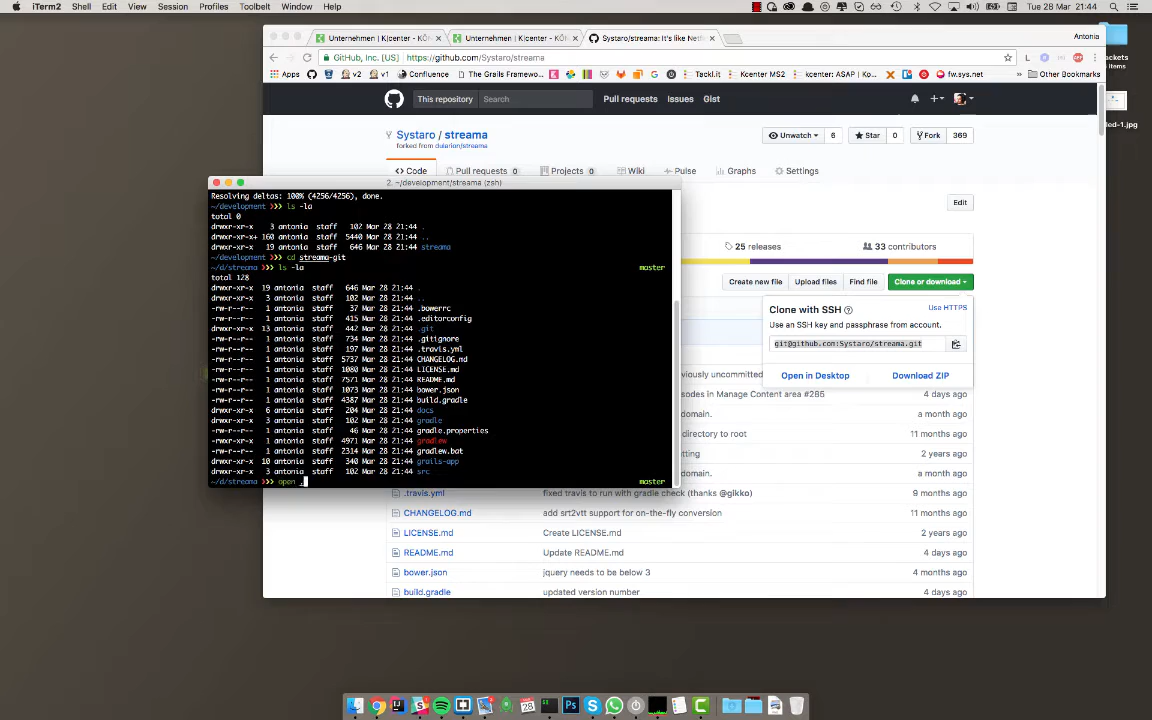 iTerm2 Shell Edit View Session Profiles Toolbelt Window Help
Tue 28 Mar 21:44
Unternehmen | K|center - KÖN
Unternehmen | K|center - KÖN
Systaro/streama: It's like Netfl
Antonia
GitHub, Inc. [US] https://github.com/Systaro/streama
Apps v2 v1 Confluence The Grails Framewo... Tackl.it Kcenter MM2 kcenter: ASAP | Ko... fw.sys.net » Other Bookmarks
This repository Search Pull requests Issues Gist
Systaro / streama
forked from dularion/streama
Unwatch 6 Star 0 Fork 369
Code Pull requests 0 Projects 0 Wiki Pulse Graphs Settings
Edit
25 releases 33 contributors
Create new file Upload files Find file Clone or download
Clone with SSH
Use HTTPS
Use an SSH key and passphrase from account.
git@github.com:Systaro/streama.git
Open in Desktop Download ZIP
4 days ago
a month ago
a month ago
4 days ago
a month ago
.travis.yml fixed travis to run with gradle check (thanks @gikko) 9 months ago
CHANGELOG.md add srt2vtt support for on-the-fly conversion 11 months ago
LICENSE.md Create LICENSE.md 2 years ago
README.md Update README.md 4 days ago
bower.json jquery needs to be below 3 4 months ago
build.gradle updated version number 4 days ago
2. ~/development/streama (zsh)
Resolving deltas: 100% (4256/4256), done.
~/development ❯❯❯ ls -la
total 0
drwxr-xr-x 3 antonia staff 102 Mar 28 21:44 .
drwxr-xr-x+ 160 antonia staff 5440 Mar 28 21:44 ..
drwxr-xr-x 19 antonia staff 646 Mar 28 21:44 streama
~/development ❯❯❯ cd streama-git
~/d/streama ❯❯❯ ls -la master
total 128
drwxr-xr-x 19 antonia staff 646 Mar 28 21:44 .
drwxr-xr-x 3 antonia staff 102 Mar 28 21:44 ..
-rw-r--r-- 1 antonia staff 37 Mar 28 21:44 .bowerrc
-rw-r--r-- 1 antonia staff 415 Mar 28 21:44 .editorconfig
drwxr-xr-x 13 antonia staff 442 Mar 28 21:44 .git
-rw-r--r-- 1 antonia staff 734 Mar 28 21:44 .gitignore
-rw-r--r-- 1 antonia staff 197 Mar 28 21:44 .travis.yml
-rw-r--r-- 1 antonia staff 5737 Mar 28 21:44 CHANGELOG.md
-rw-r--r-- 1 antonia staff 1080 Mar 28 21:44 LICENSE.md
-rw-r--r-- 1 antonia staff 7571 Mar 28 21:44 README.md
-rw-r--r-- 1 antonia staff 1073 Mar 28 21:44 bower.json
-rw-r--r-- 1 antonia staff 4387 Mar 28 21:44 build.gradle
drwxr-xr-x 6 antonia staff 204 Mar 28 21:44 docs
drwxr-xr-x 3 antonia staff 102 Mar 28 21:44 gradle
-rw-r--r-- 1 antonia staff 46 Mar 28 21:44 gradle.properties
-rwxr-xr-x 1 antonia staff 4971 Mar 28 21:44 gradlew
-rw-r--r-- 1 antonia staff 2314 Mar 28 21:44 gradlew.bat
drwxr-xr-x 10 antonia staff 340 Mar 28 21:44 grails-app
drwxr-xr-x 3 antonia staff 102 Mar 28 21:44 src
~/d/streama ❯❯❯ open . master